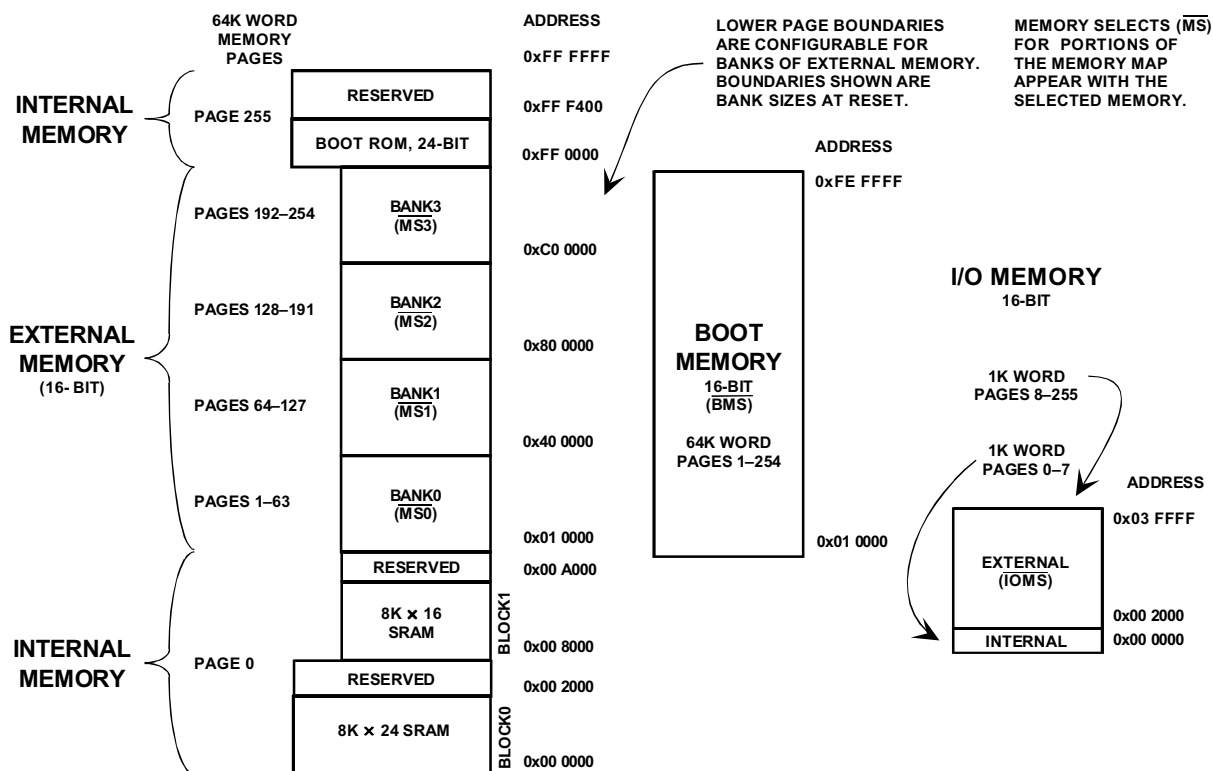 64K WORD
MEMORY
PAGES
ADDRESS
0xFF FFFF
LOWER PAGE BOUNDARIES
ARE CONFIGURABLE FOR
BANKS OF EXTERNAL MEMORY.
BOUNDARIES SHOWN ARE
BANK SIZES AT RESET.
MEMORY SELECTS (MS)
FOR PORTIONS OF
THE MEMORY MAP
APPEAR WITH THE
SELECTED MEMORY.
INTERNAL
MEMORY
PAGE 255
RESERVED
0xFF F400
BOOT ROM, 24-BIT
0xFF 0000
EXTERNAL
MEMORY
(16- BIT)
PAGES 192–254
BANK3
(MS3)
0xC0 0000
PAGES 128–191
BANK2
(MS2)
0x80 0000
PAGES 64–127
BANK1
(MS1)
0x40 0000
PAGES 1–63
BANK0
(MS0)
0x01 0000
INTERNAL
MEMORY
PAGE 0
RESERVED
0x00 A000
8K × 16
SRAM
BLOCK1
0x00 8000
RESERVED
0x00 2000
8K × 24 SRAM
BLOCK0
0x00 0000
ADDRESS
0xFE FFFF
BOOT
MEMORY
16-BIT
(BMS)
64K WORD
PAGES 1–254
0x01 0000
I/O MEMORY
16-BIT
1K WORD
PAGES 8–255
1K WORD
PAGES 0–7
ADDRESS
0x03 FFFF
EXTERNAL
(IOMS)
0x00 2000
INTERNAL
0x00 0000